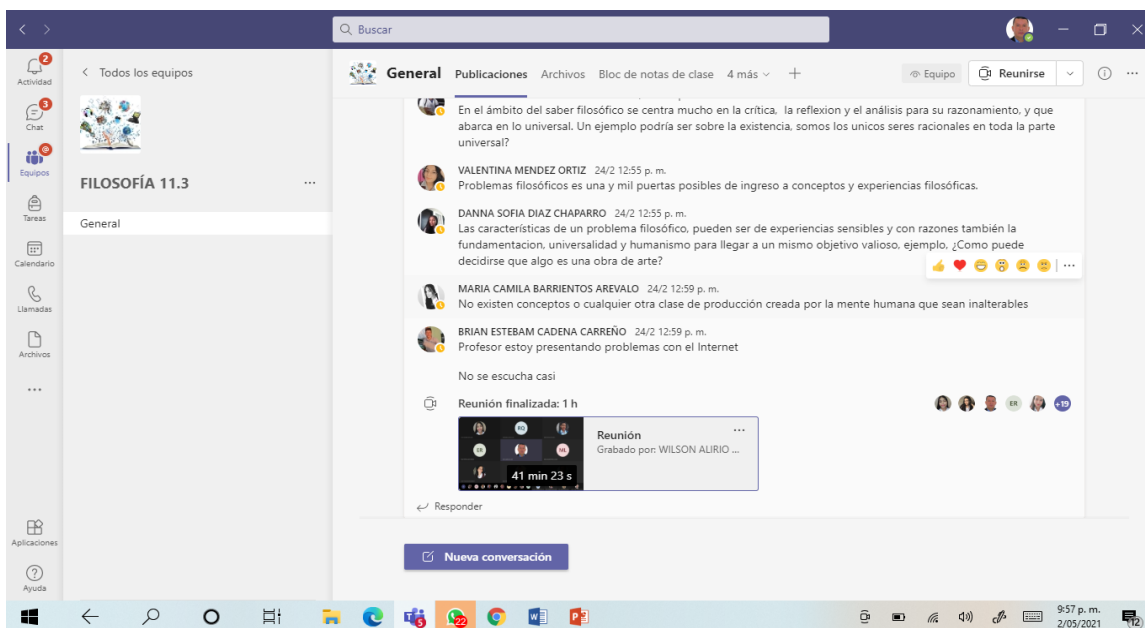 Buscar
2
Actividad
3
Chat
@
Equipos
Tareas
Calendario
Llamadas
Archivos
...
Aplicaciones
Ayuda
Todos los equipos
FILOSOFÍA 11.3
...
General
General Publicaciones Archivos Bloc de notas de clase 4 más +
Equipo Reunirse ...
En el ámbito del saber filosófico se centra mucho en la crítica, la reflexion y el análisis para su razonamiento, y que
abarca en lo universal. Un ejemplo podría ser sobre la existencia, somos los unicos seres racionales en toda la parte
universal?
VALENTINA MENDEZ ORTIZ 24/2 12:55 p. m.
Problemas filosóficos es una y mil puertas posibles de ingreso a conceptos y experiencias filosóficas.
DANNA SOFIA DIAZ CHAPARRO 24/2 12:55 p. m.
Las características de un problema filosófico, pueden ser de experiencias sensibles y con razones también la
fundamentacion, universalidad y humanismo para llegar a un mismo objetivo valioso, ejemplo, ¿Como puede
decidirse que algo es una obra de arte?
...
MARIA CAMILA BARRIENTOS AREVALO 24/2 12:59 p. m.
No existen conceptos o cualquier otra clase de producción creada por la mente humana que sean inalterables
BRIAN ESTEBAM CADENA CARREÑO 24/2 12:59 p. m.
Profesor estoy presentando problemas con el Internet
No se escucha casi
Reunión finalizada: 1 h
ER +19
RQ
ER ML
41 min 23 s
Reunión ...
Grabado por: WILSON ALIRIO ...
Responder
Nueva conversación
5 22
9:57 p. m.
2/05/2021
12